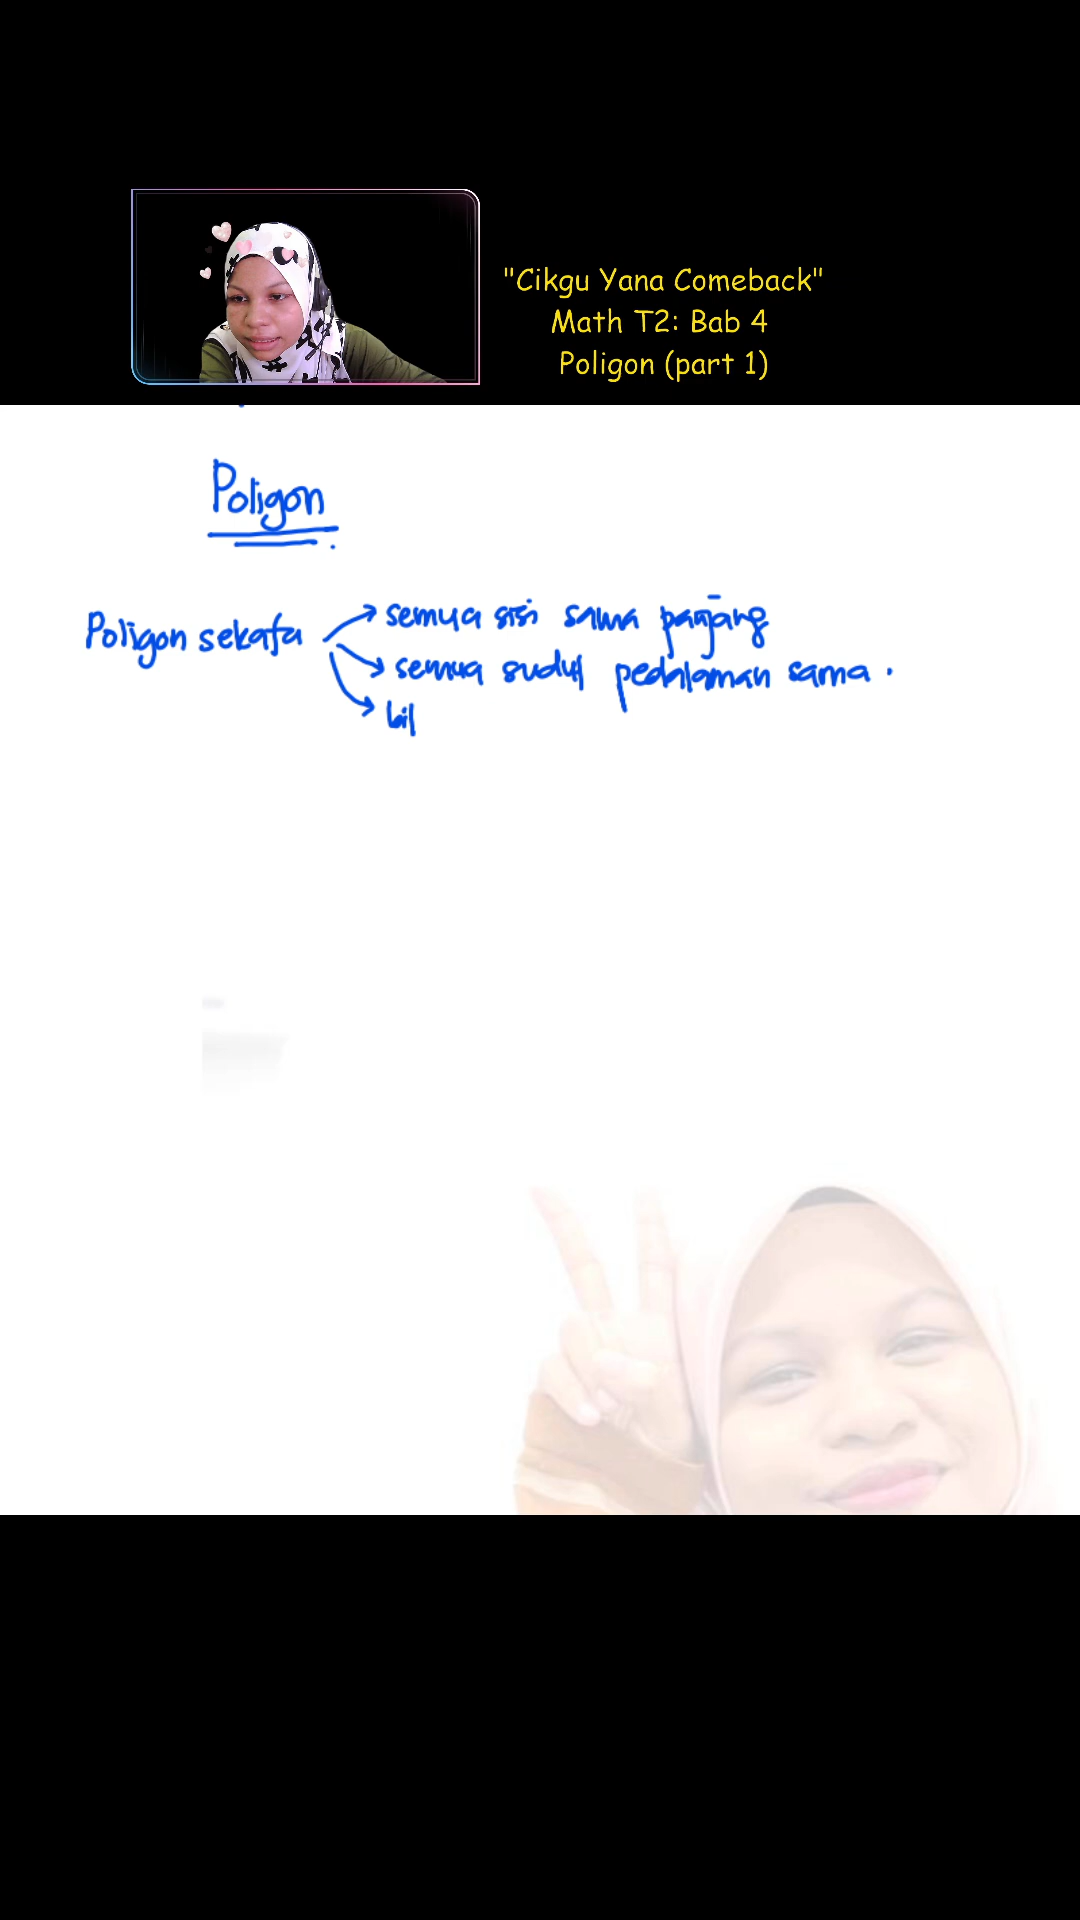 "Cikgu Yana Comeback"
Math T2: Bab 4
Poligon (part 1)
Poligon
Poligon sekata → semua sisi sama panjang
→ semua sudut pedalaman sama.
→ bil